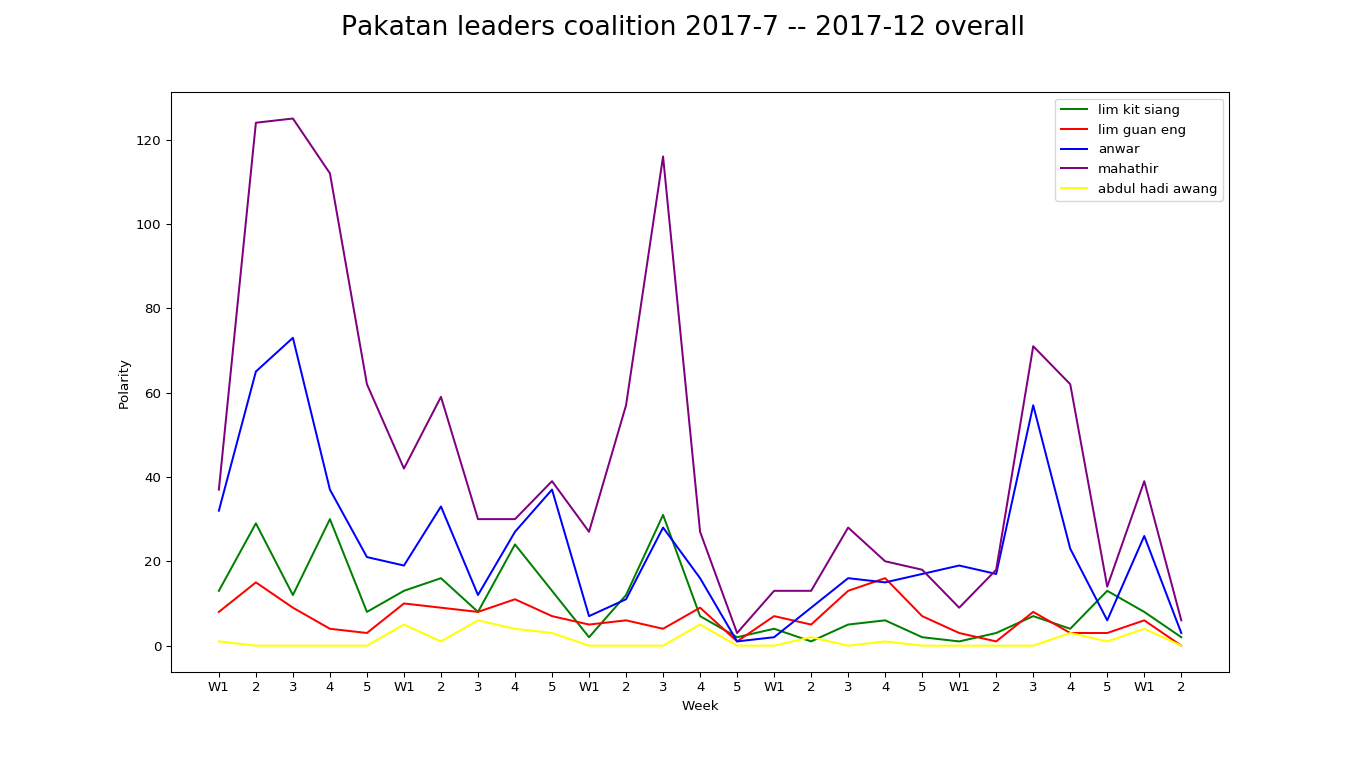 Pakatan leaders coalition 2017-7 -- 2017-12 overall
lim kit siang
lim guan eng
anwar
mahathir
abdul hadi awang
120
100
80
60
40
20
0
Polarity
W1 2 3 4 5 W1 2 3 4 5 W1 2 3 4 5 W1 2 3 4 5 W1 2 3 4 5 W1 2
Week